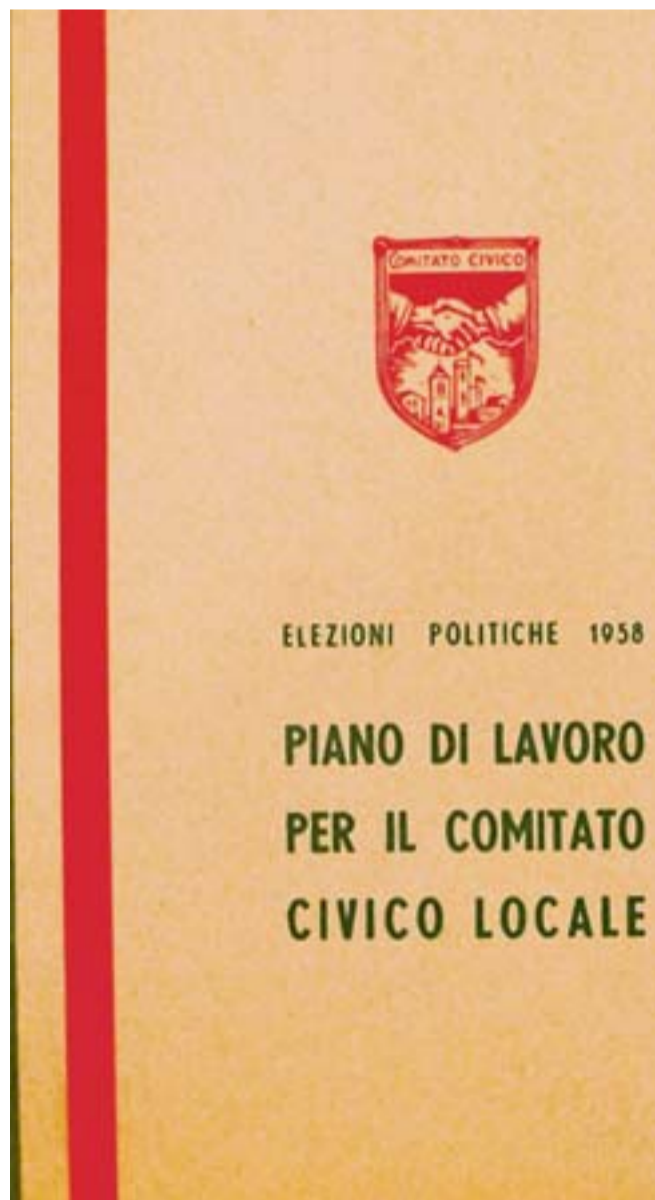 COMITATO CIVICO
ELEZIONI POLITICHE 1958
PIANO DI LAVORO
PER IL COMITATO
CIVICO LOCALE